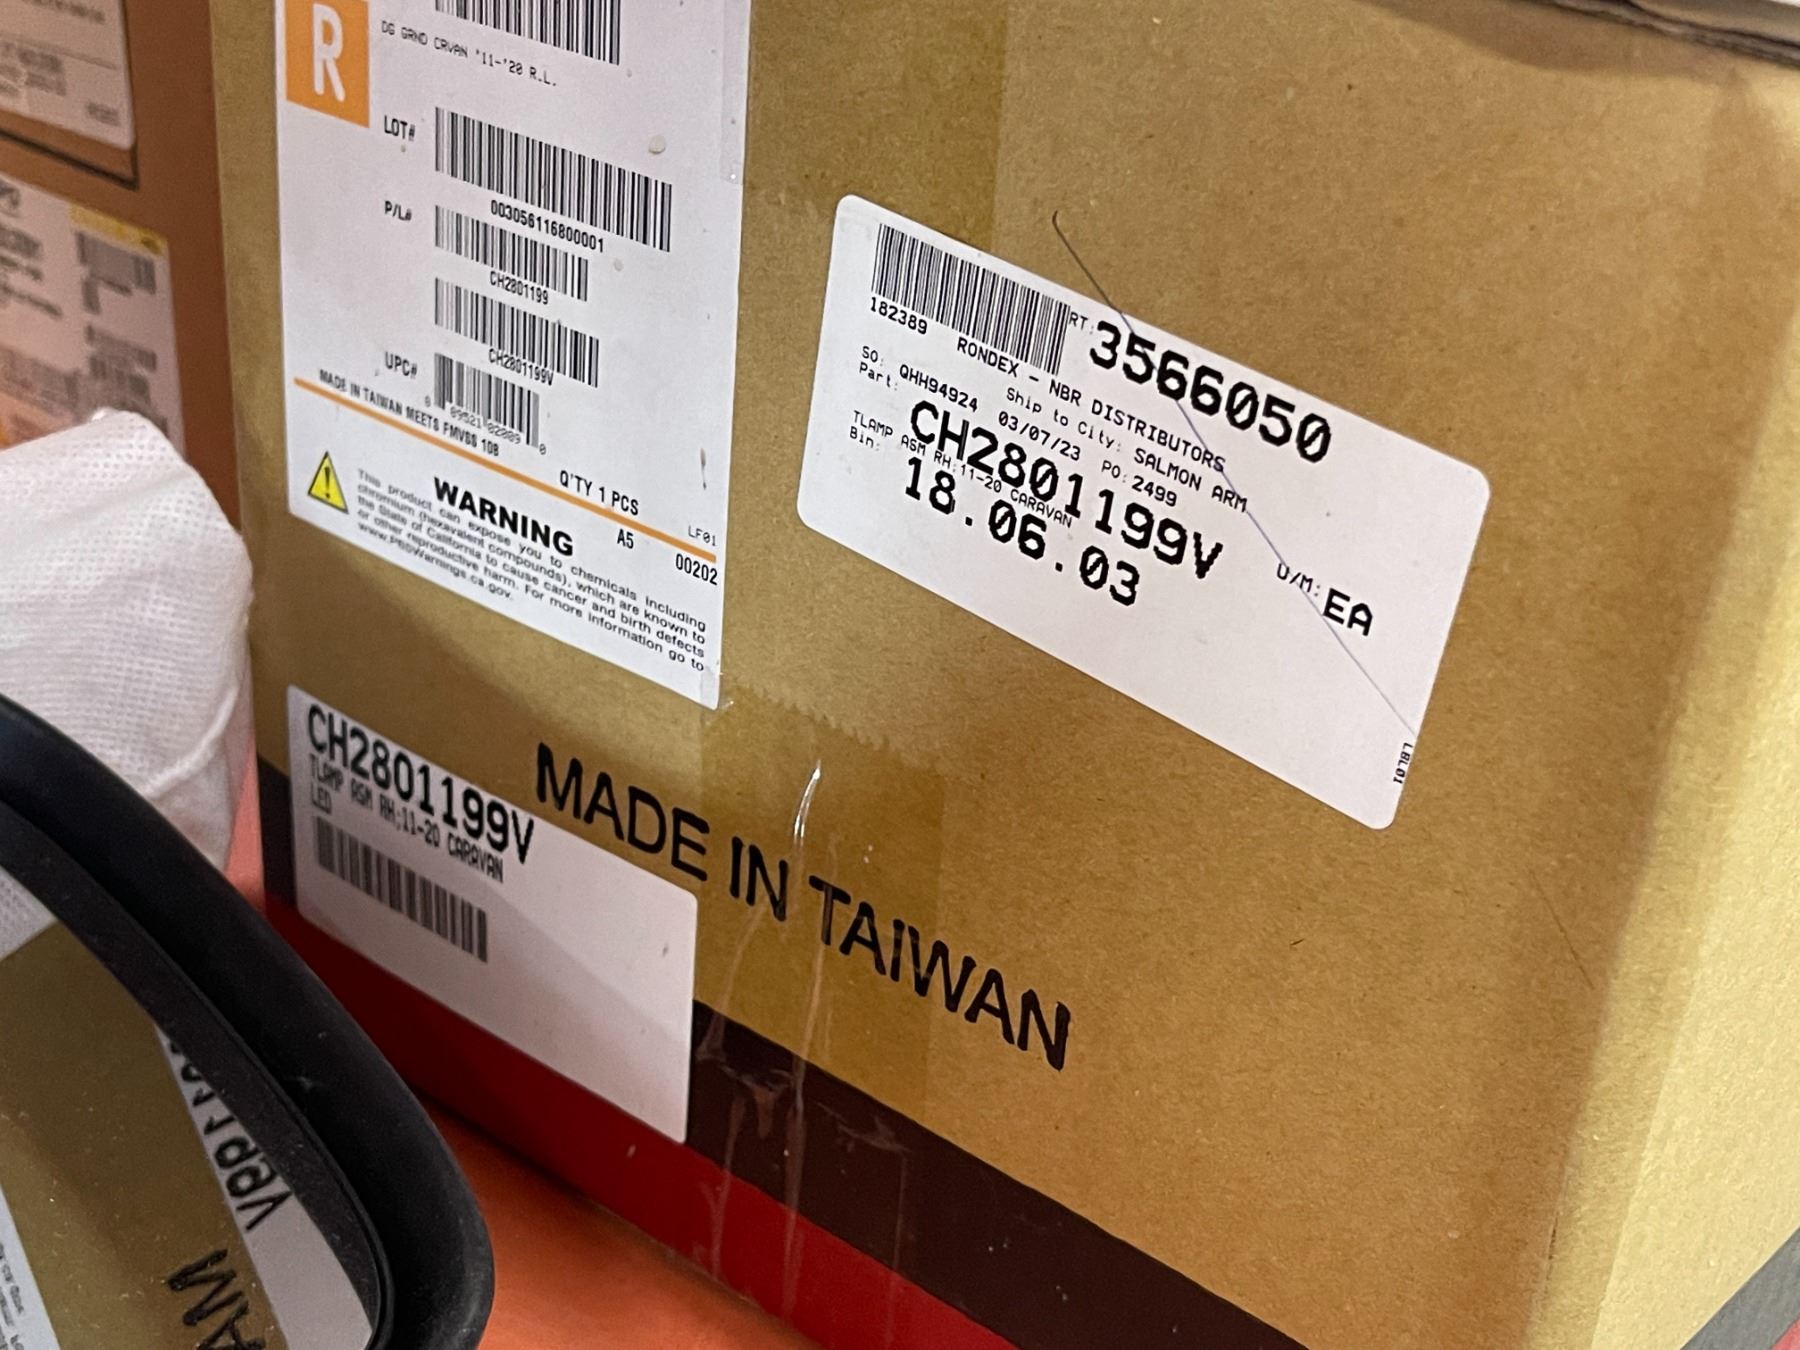 R
DG GRND CRVAN '11-'20 R.L.
LOT#
003056116800001
P/L#
CH2801199
CH2801199V
UPC#
0 89521 02089 0
MADE IN TAIWAN MEETS FMVSS 108
Q'TY 1 PCS
LF01
A5
00202
WARNING
This product can expose you to chemicals including
chromium (hexavalent compounds), which are known to
the State of California to cause cancer and birth defects
or other reproductive harm. For more information go to
www.P65Warnings.ca.gov.
RT: 3566050
182389
RONDEX - NBR DISTRIBUTORS
Ship to City: SALMON ARM
SO: QHH94924 03/07/23 PO: 2499
Part: CH2801199V
TLAMP ASM RH;11-20 CARAVAN
Bin: 18.06.03
U/M: EA
LBL01
CH2801199V
TLAMP ASM RH;11-20 CARAVAN
LED
MADE IN TAIWAN